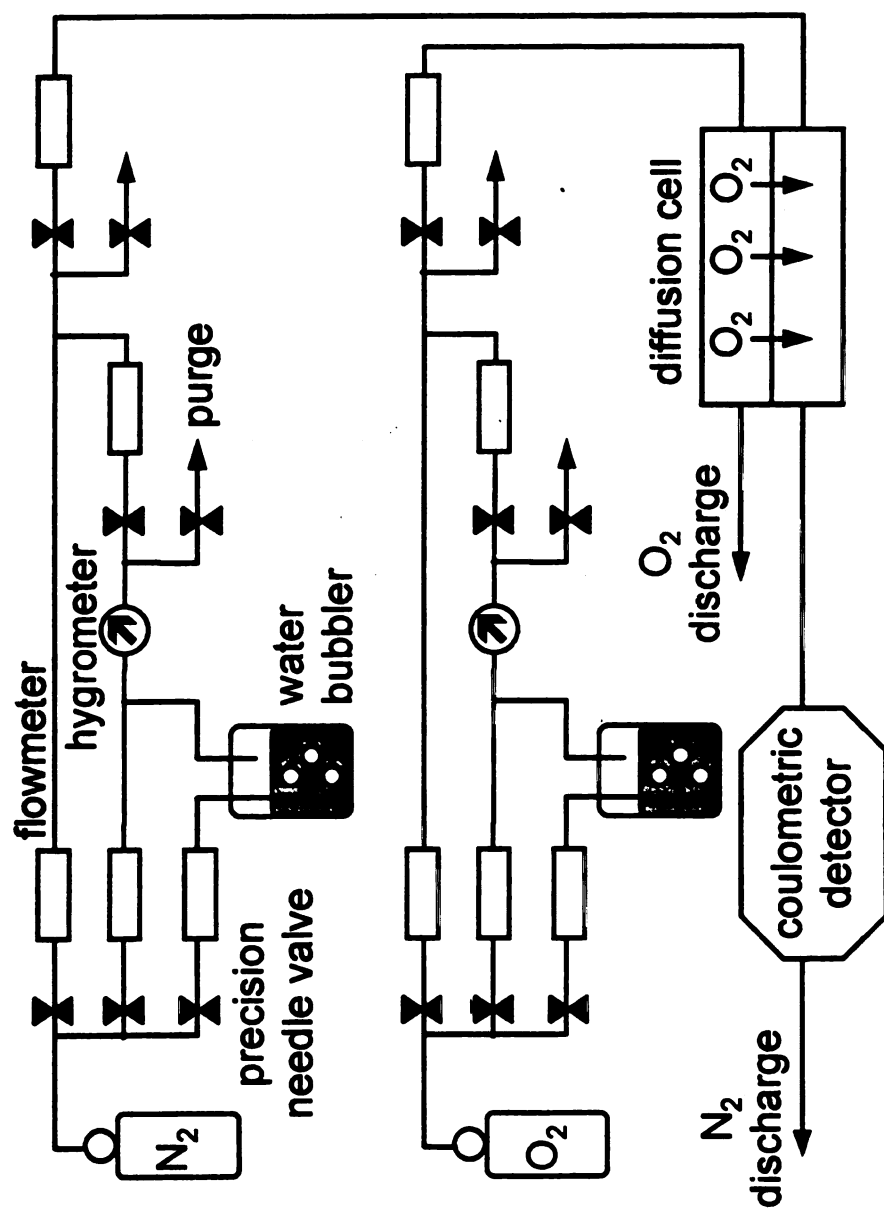 flowmeter
hygrometer
purge
water
bubbler
precision
needle valve
N₂
O₂
diffusion cell
O₂
O₂
O₂
O₂
discharge
coulometric
detector
N₂
discharge